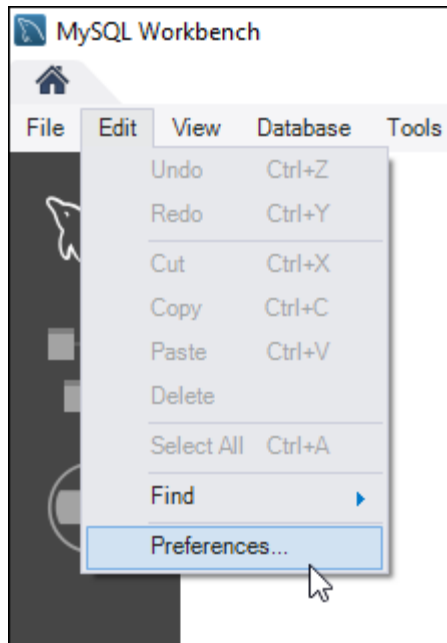 MySQL Workbench
File Edit View Database Tools
Undo Ctrl+Z
Redo Ctrl+Y
Cut Ctrl+X
Copy Ctrl+C
Paste Ctrl+V
Delete
Select All Ctrl+A
Find
Preferences...